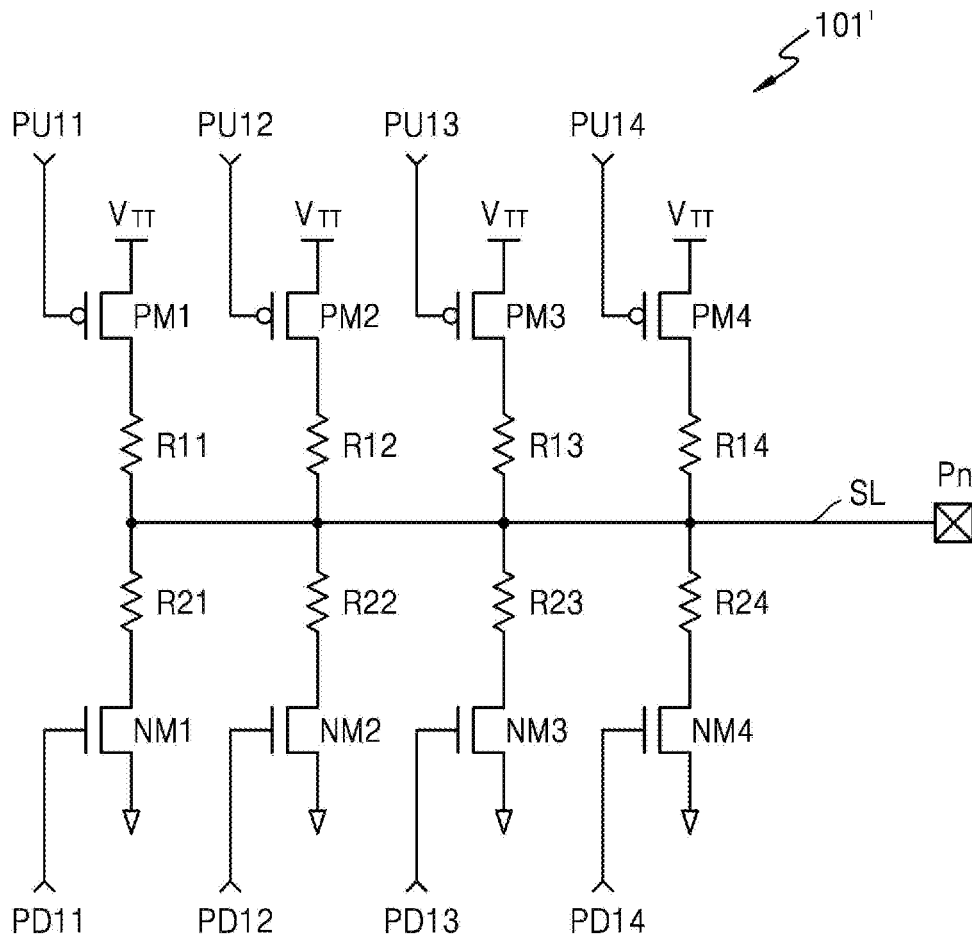 101'
PU11 PU12 PU13 PU14
VTT VTT VTT VTT
PM1 PM2 PM3 PM4
R11 R12 R13 R14
Pn
SL
R21 R22 R23 R24
NM1 NM2 NM3 NM4
PD11 PD12 PD13 PD14